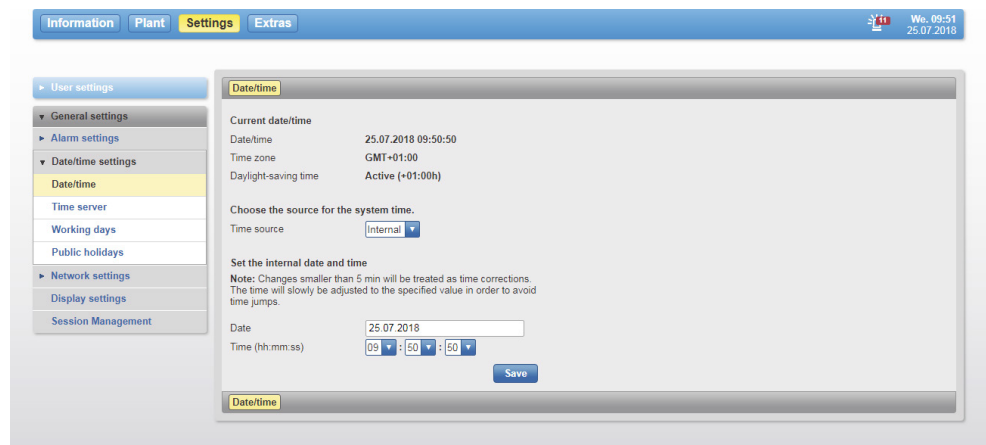 Information Plant Settings Extras
11
We. 09:51
25.07.2018
User settings
General settings
Alarm settings
Date/time settings
Date/time
Time server
Working days
Public holidays
Network settings
Display settings
Session Management
Date/time
Current date/time
Date/time 25.07.2018 09:50:50
Time zone GMT+01:00
Daylight-saving time Active (+01:00h)
Choose the source for the system time.
Time source Internal
Set the internal date and time
Note: Changes smaller than 5 min will be treated as time corrections.
The time will slowly be adjusted to the specified value in order to avoid
time jumps.
Date 25.07.2018
Time (hh:mm:ss) 09 : 50 : 50
Save
Date/time